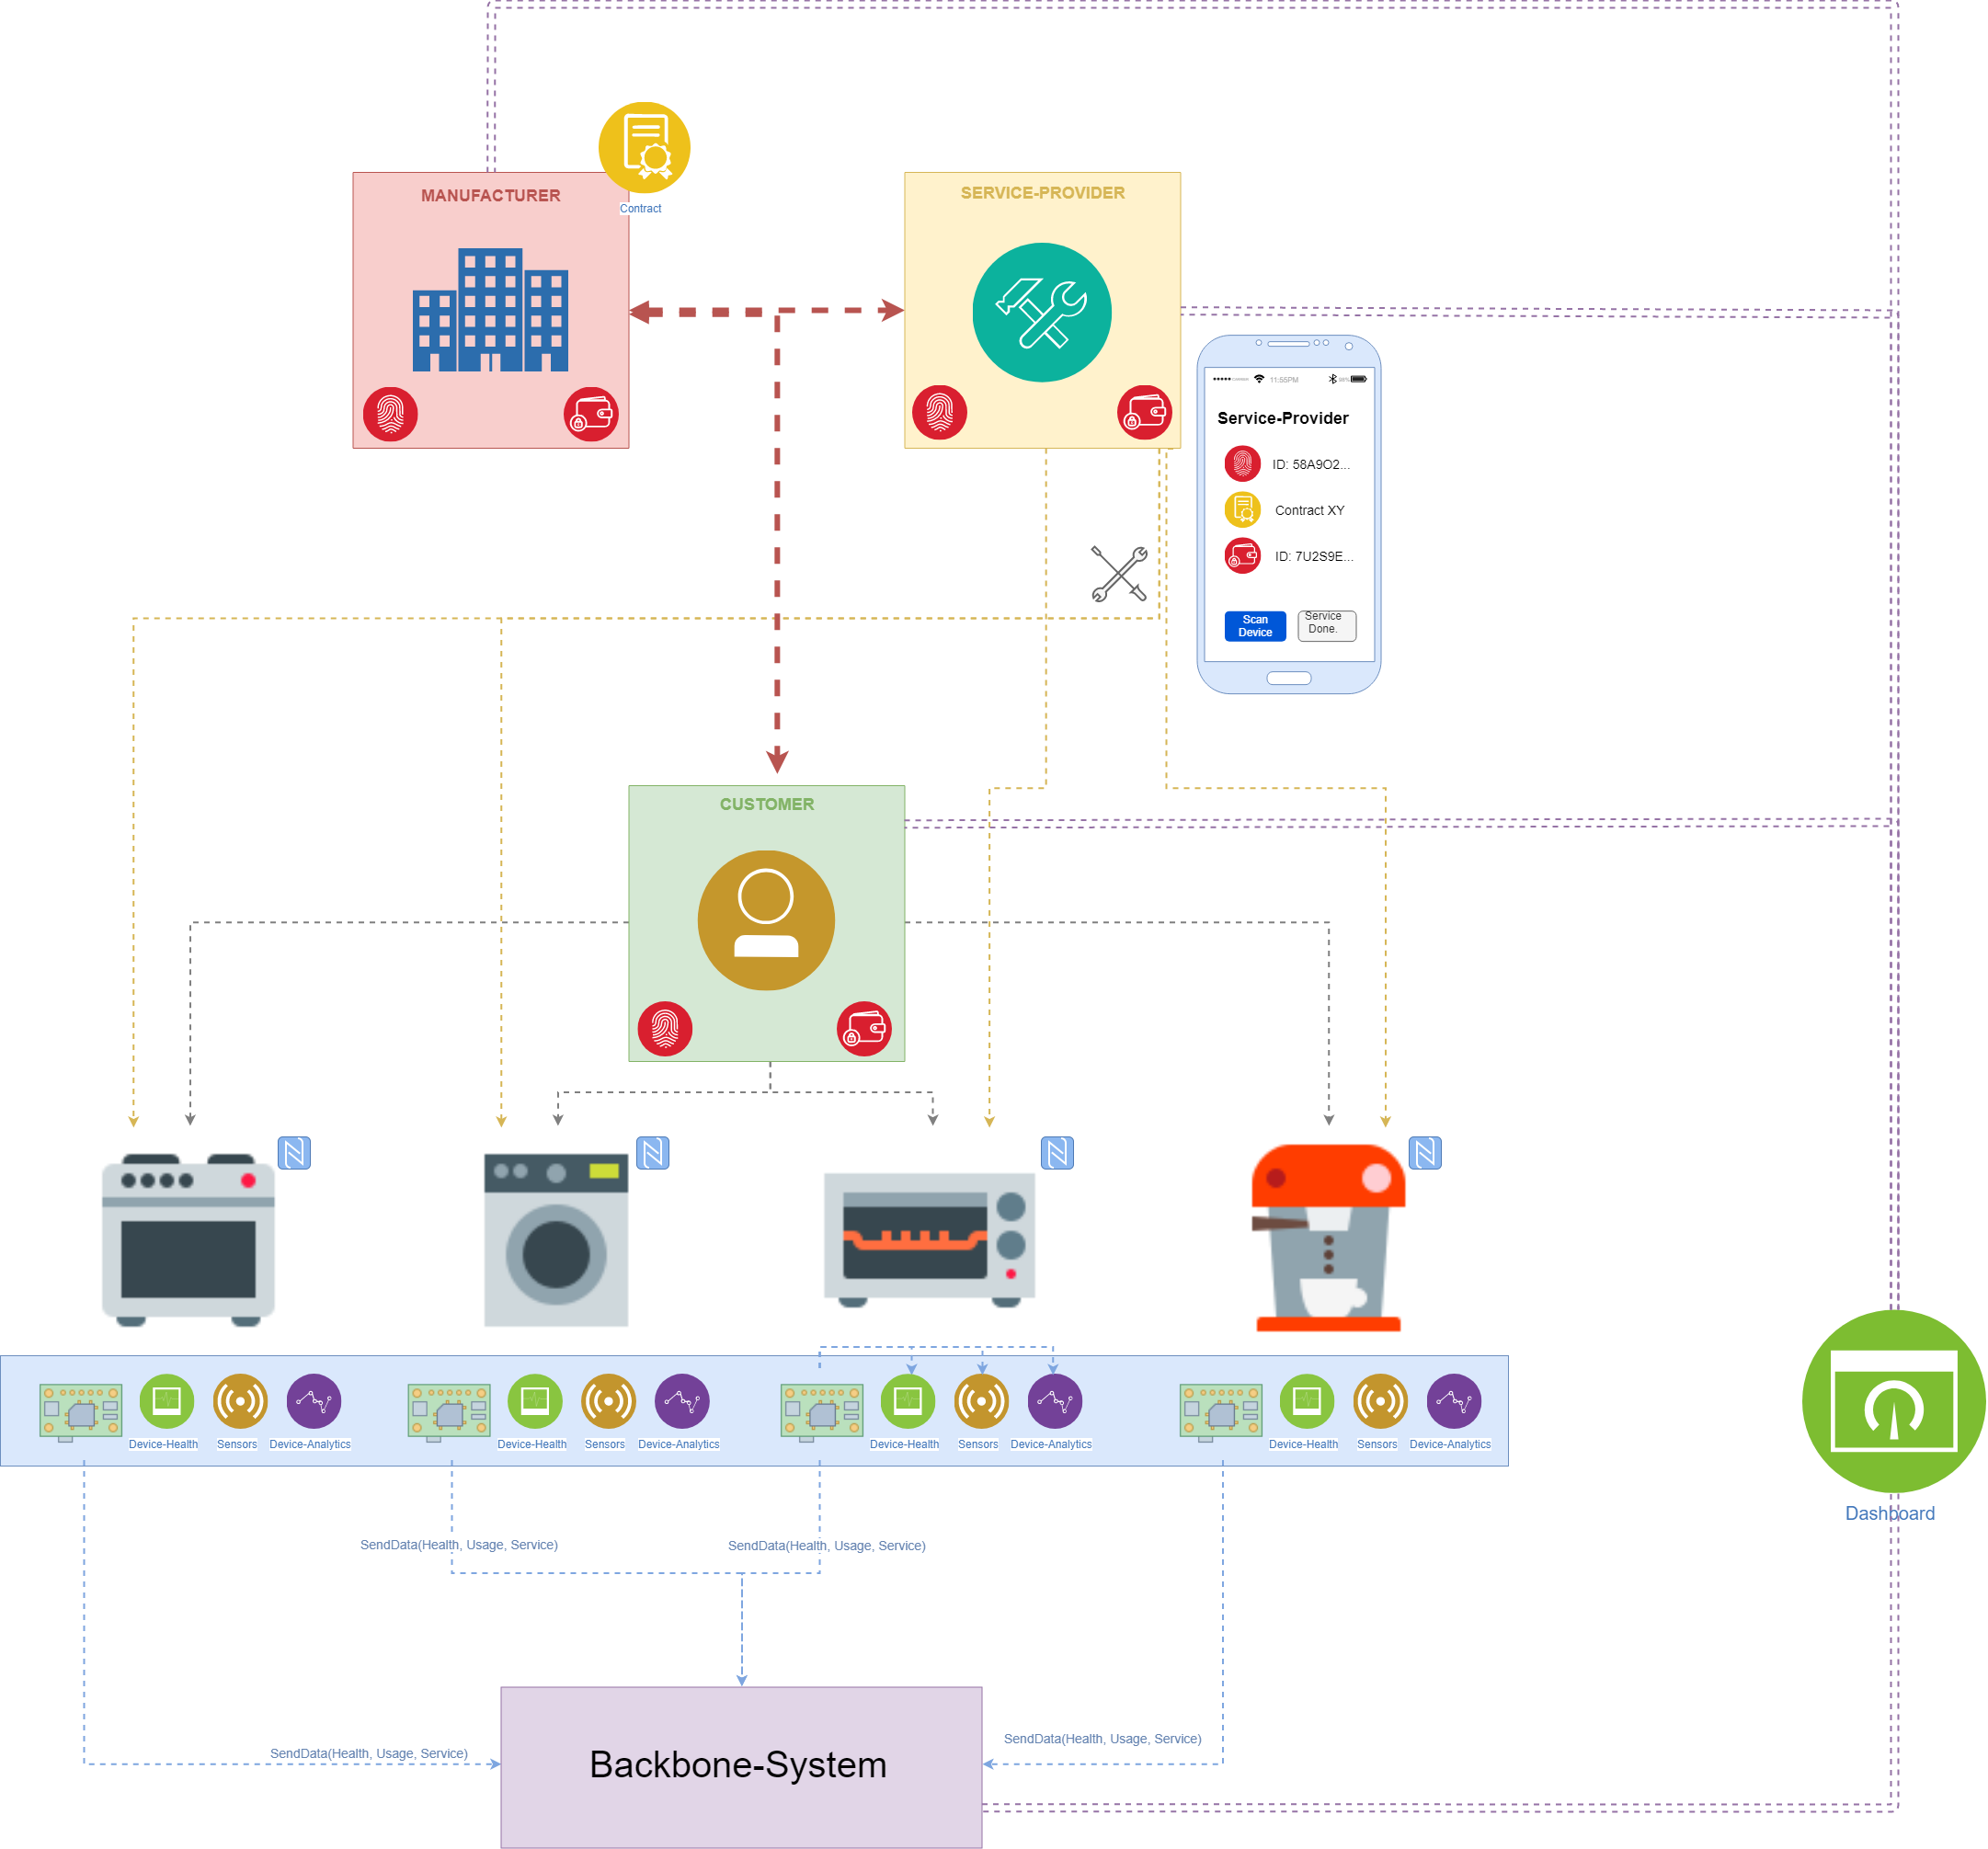 MANUFACTURER
Contract
SERVICE-PROVIDER
11:55PM
Service-Provider
ID: 58A9O2...
Contract XY
ID: 7U2S9E...
Scan
Device
Service
Done.
CUSTOMER
Device-Health
Sensors
Device-Analytics
Device-Health
Sensors
Device-Analytics
Device-Health
Sensors
Device-Analytics
Device-Health
Sensors
Device-Analytics
Dashboard
SendData(Health, Usage, Service)
SendData(Health, Usage, Service)
SendData(Health, Usage, Service)
SendData(Health, Usage, Service)
Backbone-System